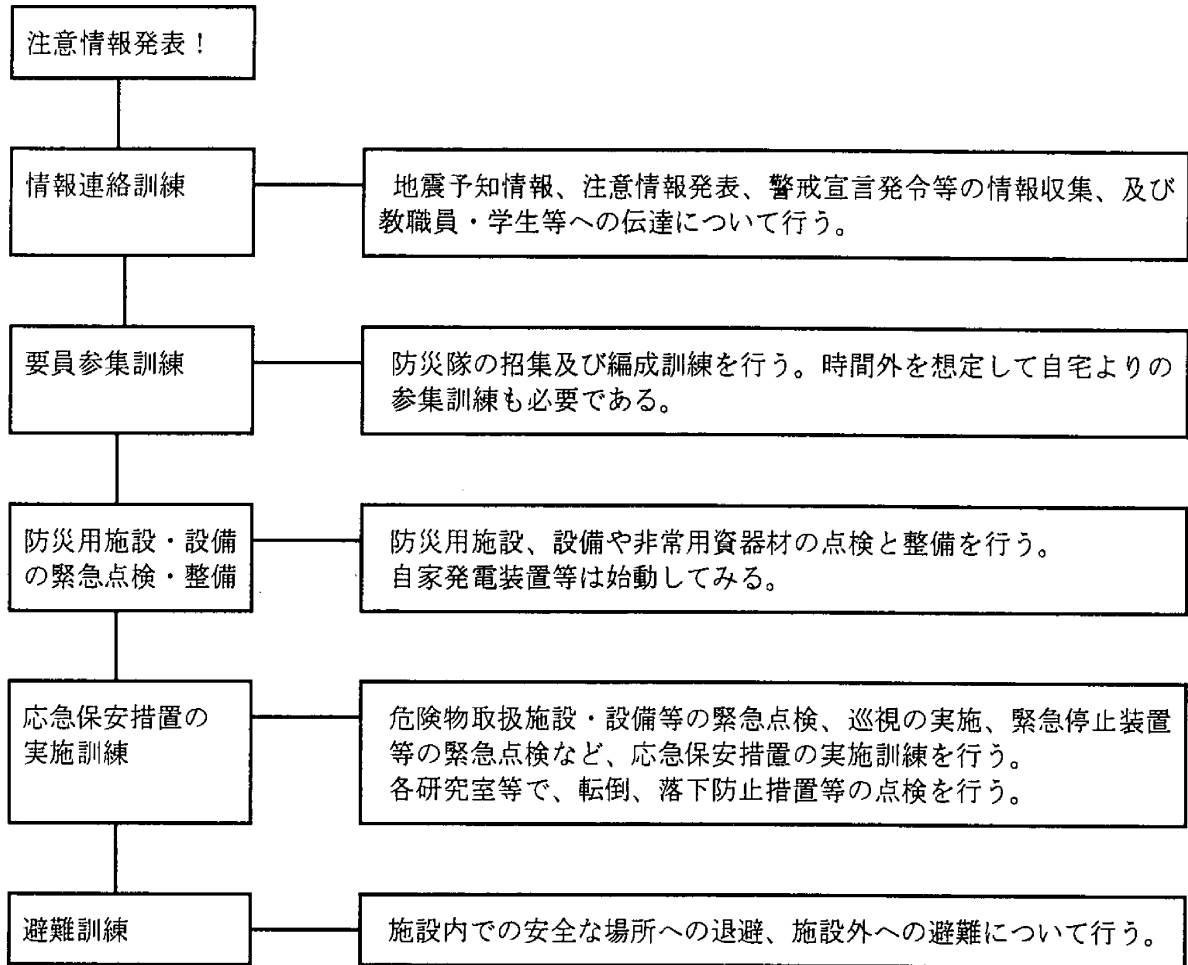 注意情報発表！
情報連絡訓練
地震予知情報、注意情報発表、警戒宣言発令等の情報収集、及び
教職員・学生等への伝達について行う。
要員参集訓練
防災隊の招集及び編成訓練を行う。時間外を想定して自宅よりの
参集訓練も必要である。
防災用施設・設備
の緊急点検・整備
防災用施設、設備や非常用資器材の点検と整備を行う。
自家発電装置等は始動してみる。
応急保安措置の
実施訓練
危険物取扱施設・設備等の緊急点検、巡視の実施、緊急停止装置
等の緊急点検など、応急保安措置の実施訓練を行う。
各研究室等で、転倒、落下防止措置等の点検を行う。
避難訓練
施設内での安全な場所への退避、施設外への避難について行う。